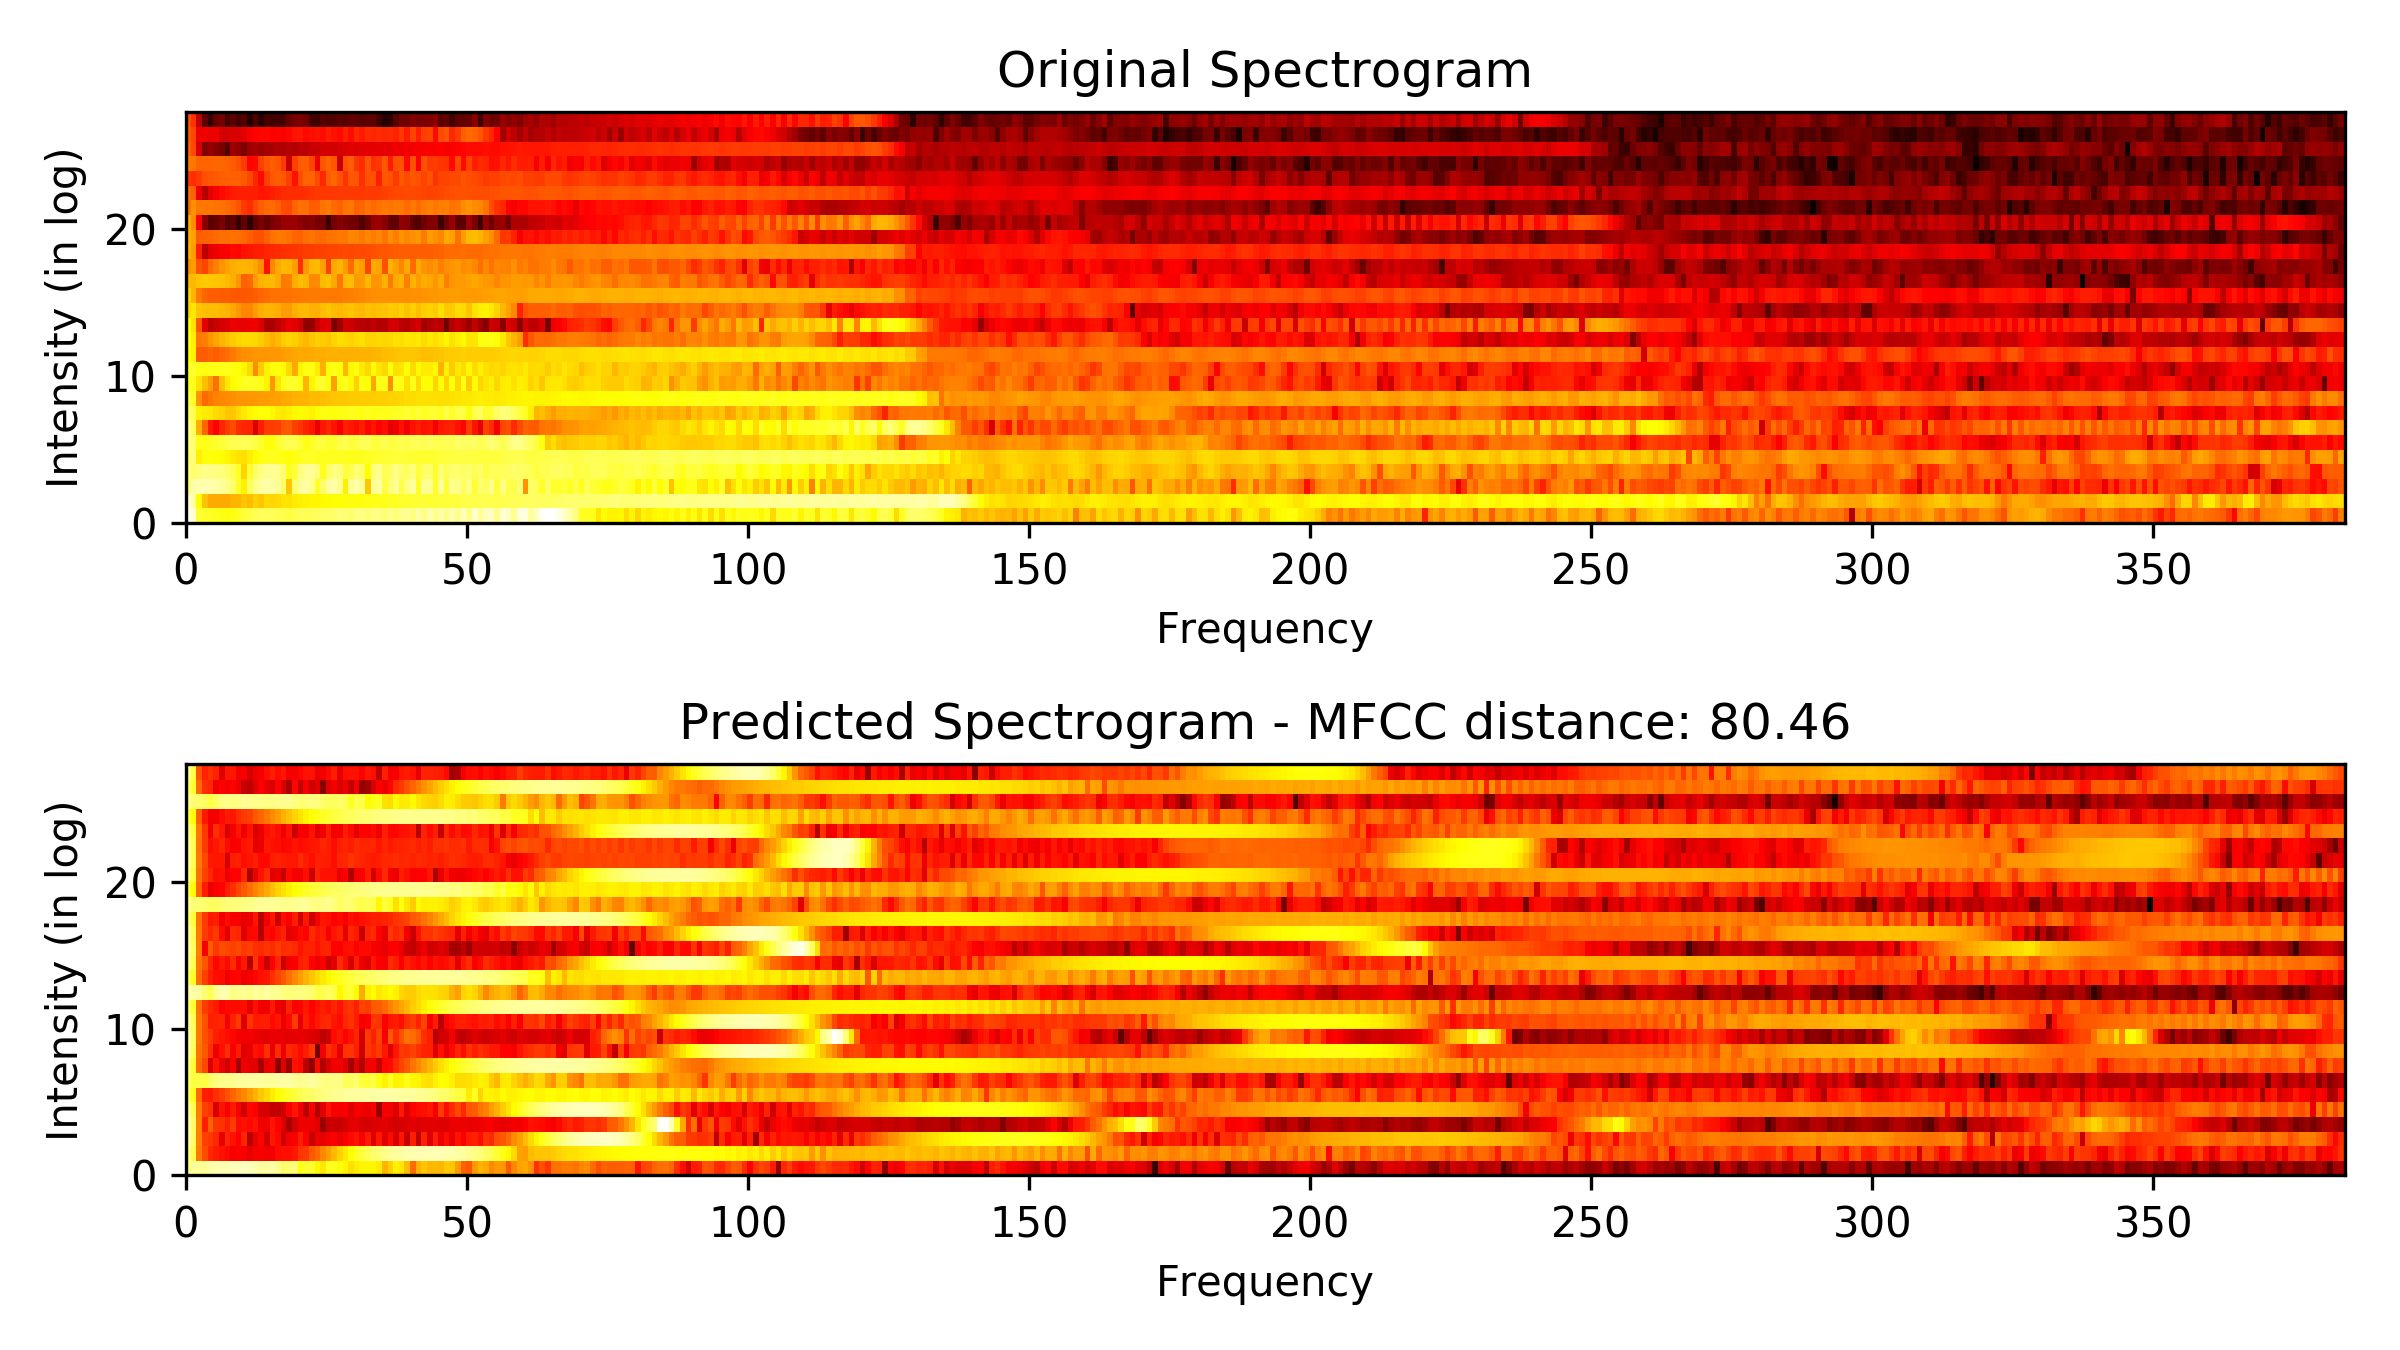 Original Spectrogram
Intensity (in log)
20
10
0
0 50 100 150 200 250 300 350
Frequency
Predicted Spectrogram - MFCC distance: 80.46
Intensity (in log)
20
10
0
0 50 100 150 200 250 300 350
Frequency